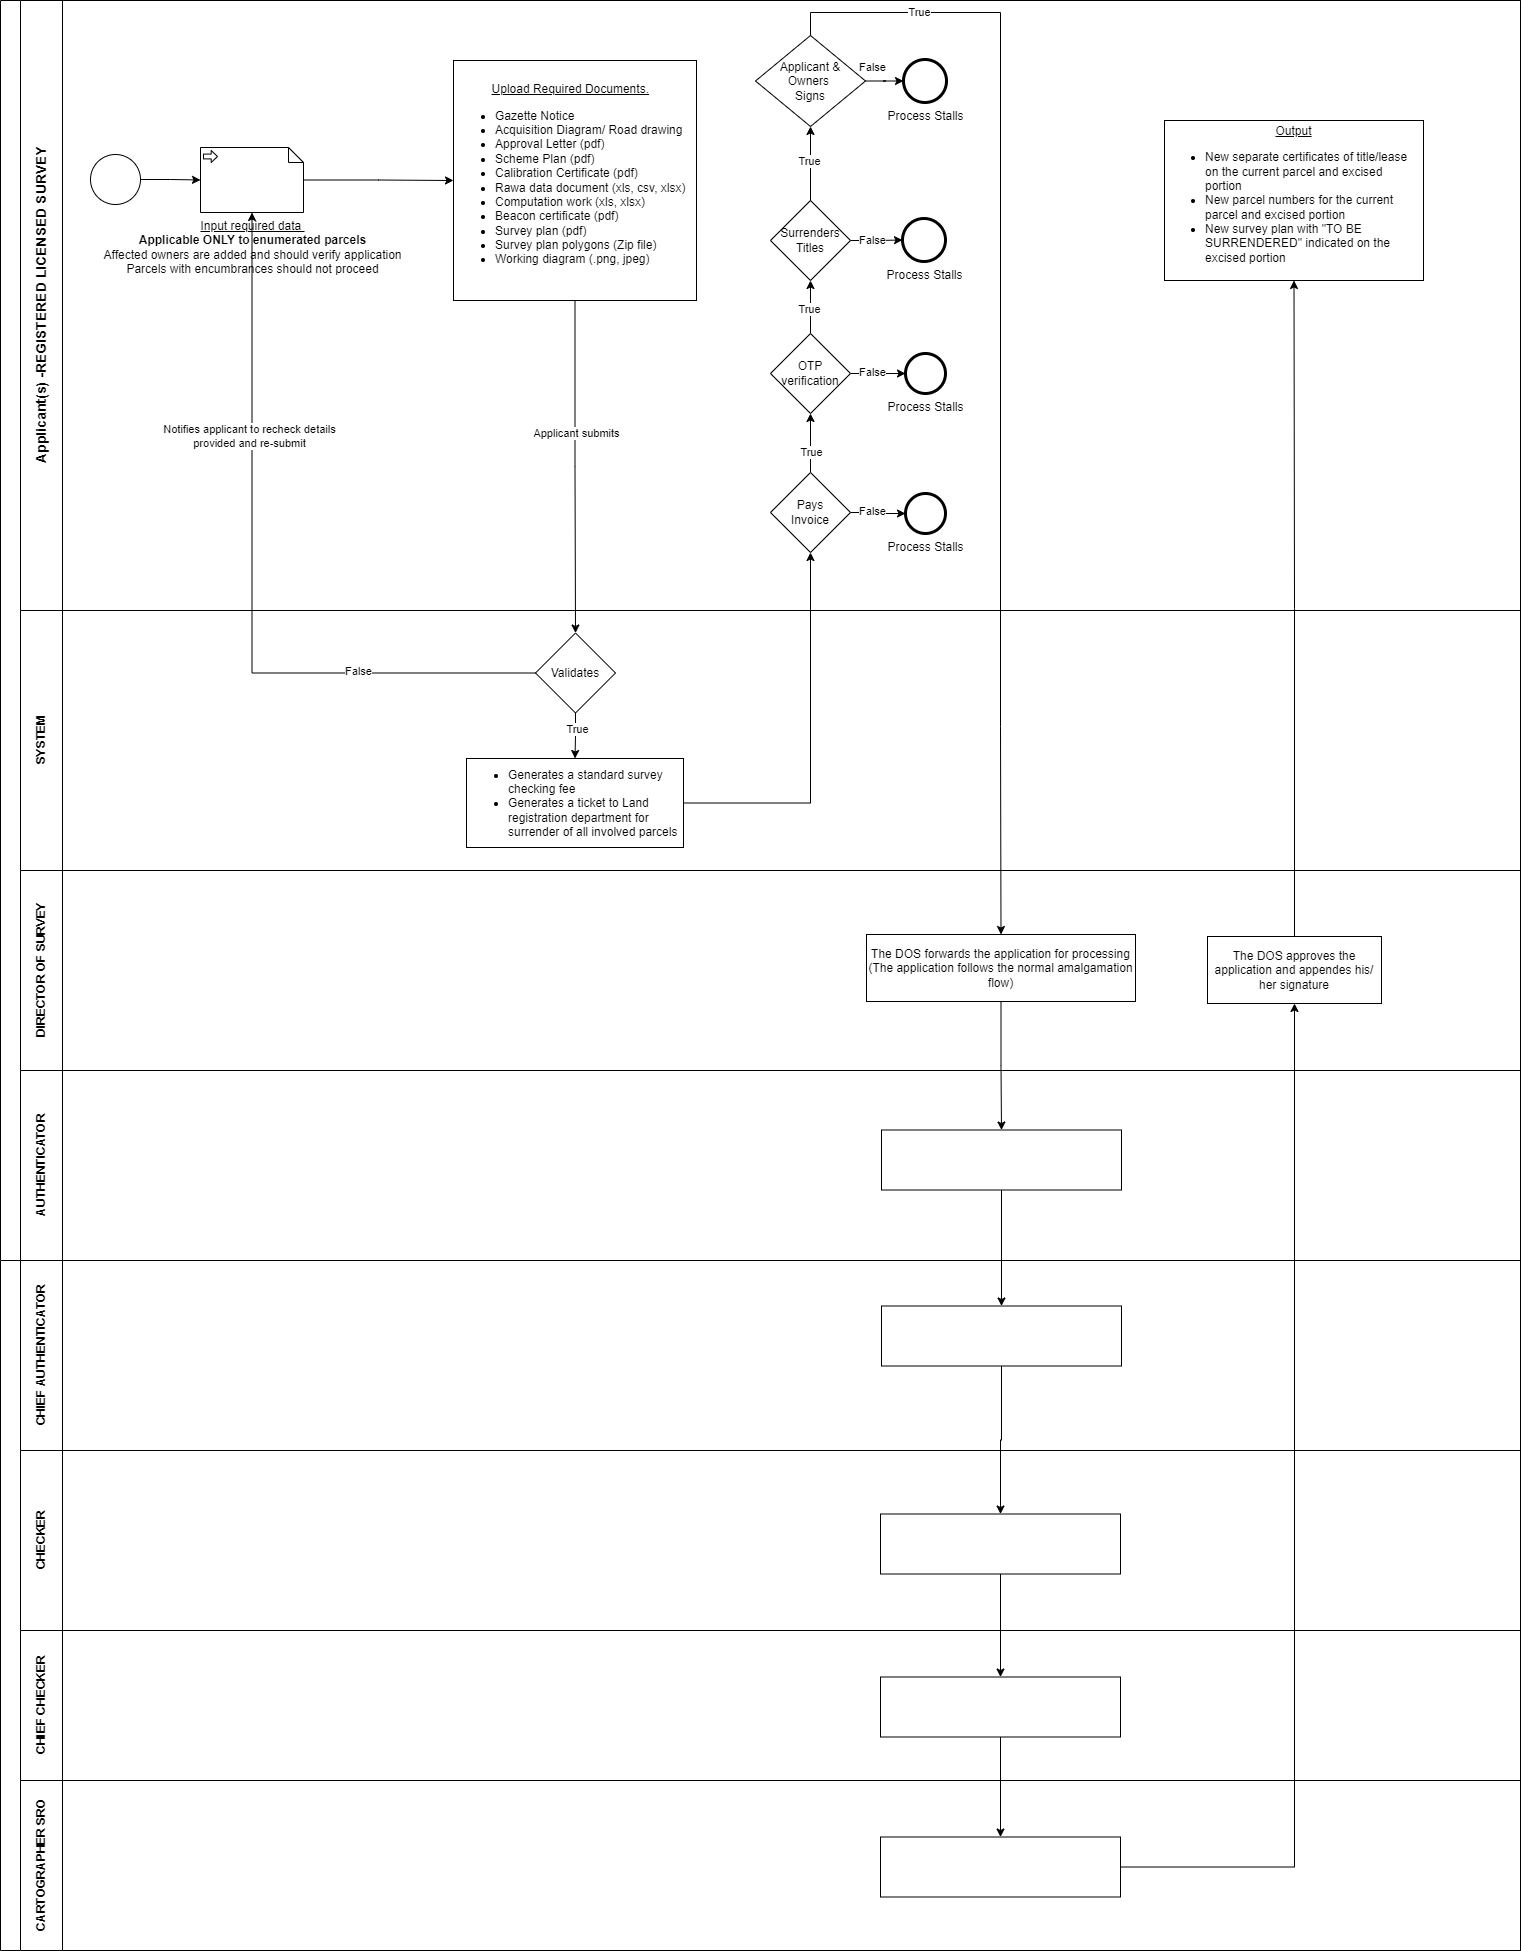 Applicant(s) -REGISTERED LICENSED SURVEY
Input required data
Applicable ONLY to enumerated parcels
Affected owners are added and should verify application
Parcels with encumbrances should not proceed
Upload Required Documents.
Gazette Notice
Acquisition Diagram/ Road drawing
Approval Letter (pdf)
Scheme Plan (pdf)
Calibration Certificate (pdf)
Rawa data document (xls, csv, xlsx)
Computation work (xls, xlsx)
Beacon certificate (pdf)
Survey plan (pdf)
Survey plan polygons (Zip file)
Working diagram (.png, jpeg)
Notifies applicant to recheck details
provided and re-submit
Applicant submits
True
Applicant &
Owners
Signs
False
Process Stalls
True
Surrenders
Titles
False
Process Stalls
True
OTP
verification
False
Process Stalls
True
Pays
Invoice
False
Process Stalls
Output
New separate certificates of title/lease
on the current parcel and excised
portion
New parcel numbers for the current
parcel and excised portion
New survey plan with "TO BE
SURRENDERED" indicated on the
excised portion
SYSTEM
False
Validates
True
Generates a standard survey
checking fee
Generates a ticket to Land
registration department for
surrender of all involved parcels
DIRECTOR OF SURVEY
The DOS forwards the application for processing
(The application follows the normal amalgamation
flow)
The DOS approves the
application and appendes his/
her signature
AUTHENTICATOR
CHIEF AUTHENTICATOR
CHECKER
CHIEF CHECKER
CARTOGRAPHER SRO